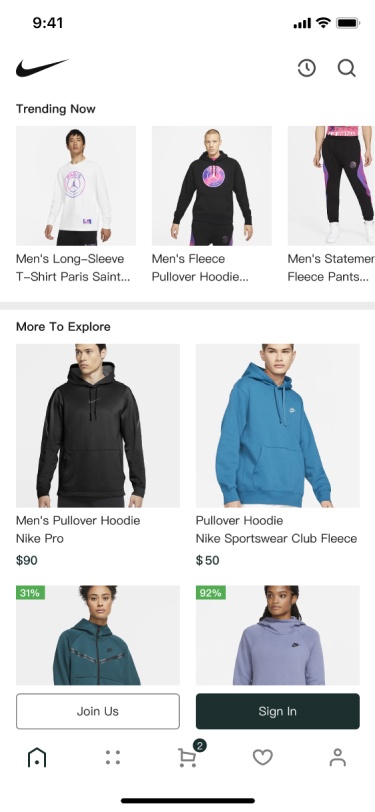 9:41
Trending Now
Men's Long-Sleeve
T-Shirt Paris Saint...
Men's Fleece
Pullover Hoodie...
Men's Statemer
Fleece Pants...
More To Explore
Men's Pullover Hoodie
Nike Pro
$90
Pullover Hoodie
Nike Sportswear Club Fleece
$50
31%
92%
Join Us
Sign In
2